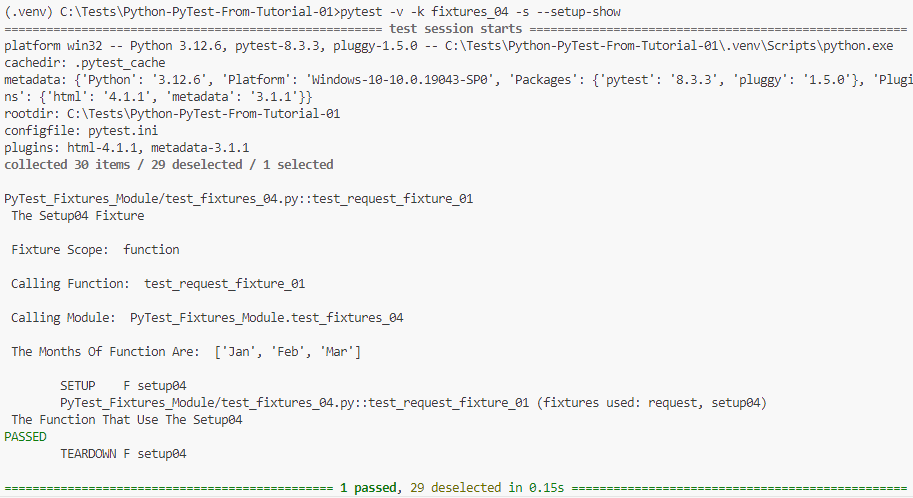 (.venv) C:\Tests\Python-PyTest-From-Tutorial-01>pytest -v -k fixtures_04 -s --setup-show
====================================================== test session starts ======================================================
platform win32 -- Python 3.12.6, pytest-8.3.3, pluggy-1.5.0 -- C:\Tests\Python-PyTest-From-Tutorial-01\.venv\Scripts\python.exe
cachedir: .pytest_cache
metadata: {'Python': '3.12.6', 'Platform': 'Windows-10-10.0.19043-SP0', 'Packages': {'pytest': '8.3.3', 'pluggy': '1.5.0'}, 'Plugi
ns': {'html': '4.1.1', 'metadata': '3.1.1'}}
rootdir: C:\Tests\Python-PyTest-From-Tutorial-01
configfile: pytest.ini
plugins: html-4.1.1, metadata-3.1.1
collected 30 items / 29 deselected / 1 selected
PyTest_Fixtures_Module/test_fixtures_04.py::test_request_fixture_01
 The Setup04 Fixture
 Fixture Scope:  function
 Calling Function:  test_request_fixture_01
 Calling Module:  PyTest_Fixtures_Module.test_fixtures_04
 The Months Of Function Are:  ['Jan', 'Feb', 'Mar']
        SETUP    F setup04
        PyTest_Fixtures_Module/test_fixtures_04.py::test_request_fixture_01 (fixtures used: request, setup04)
 The Function That Use The Setup04
PASSED
        TEARDOWN F setup04
=============================================== 1 passed, 29 deselected in 0.15s ================================================